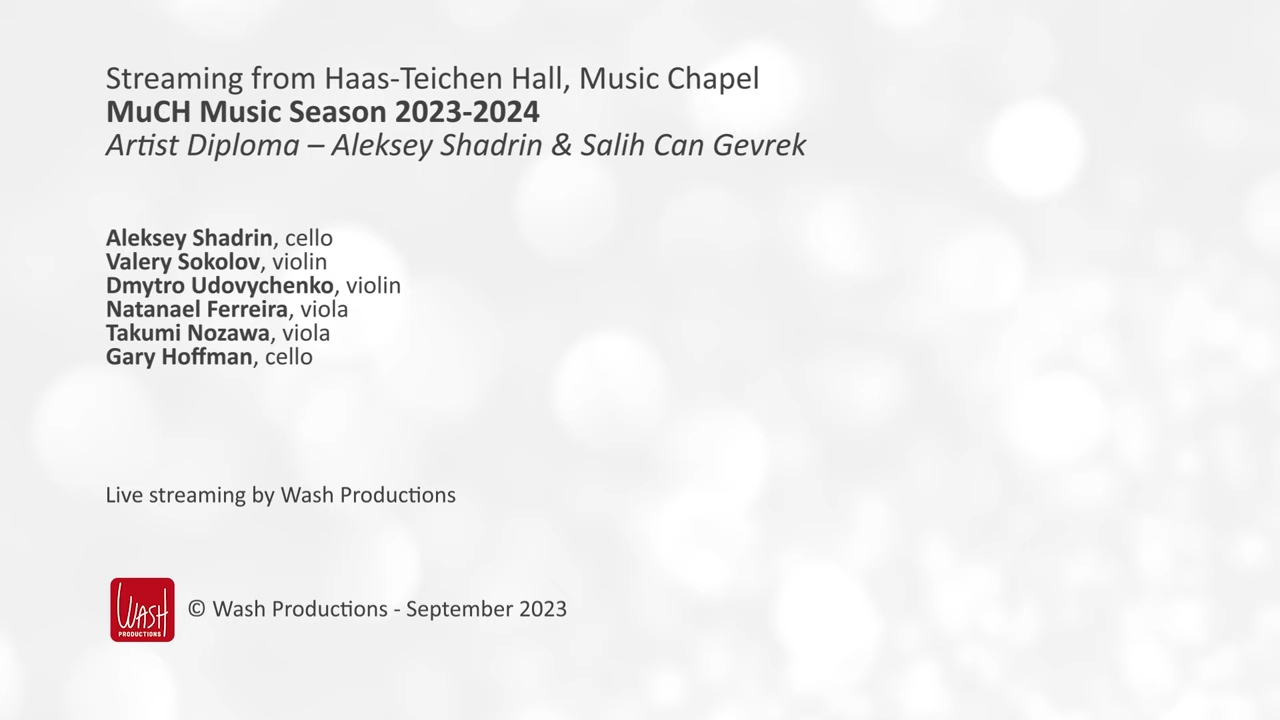 Streaming from Haas-Teichen Hall, Music Chapel
MuCH Music Season 2023-2024
Artist Diploma – Aleksey Shadrin & Salih Can Gevrek
Aleksey Shadrin, cello
Valery Sokolov, violin
Dmytro Udovychenko, violin
Natanael Ferreira, viola
Takumi Nozawa, viola
Gary Hoffman, cello
Live streaming by Wash Productions
WASH
PRODUCTIONS
© Wash Productions - September 2023